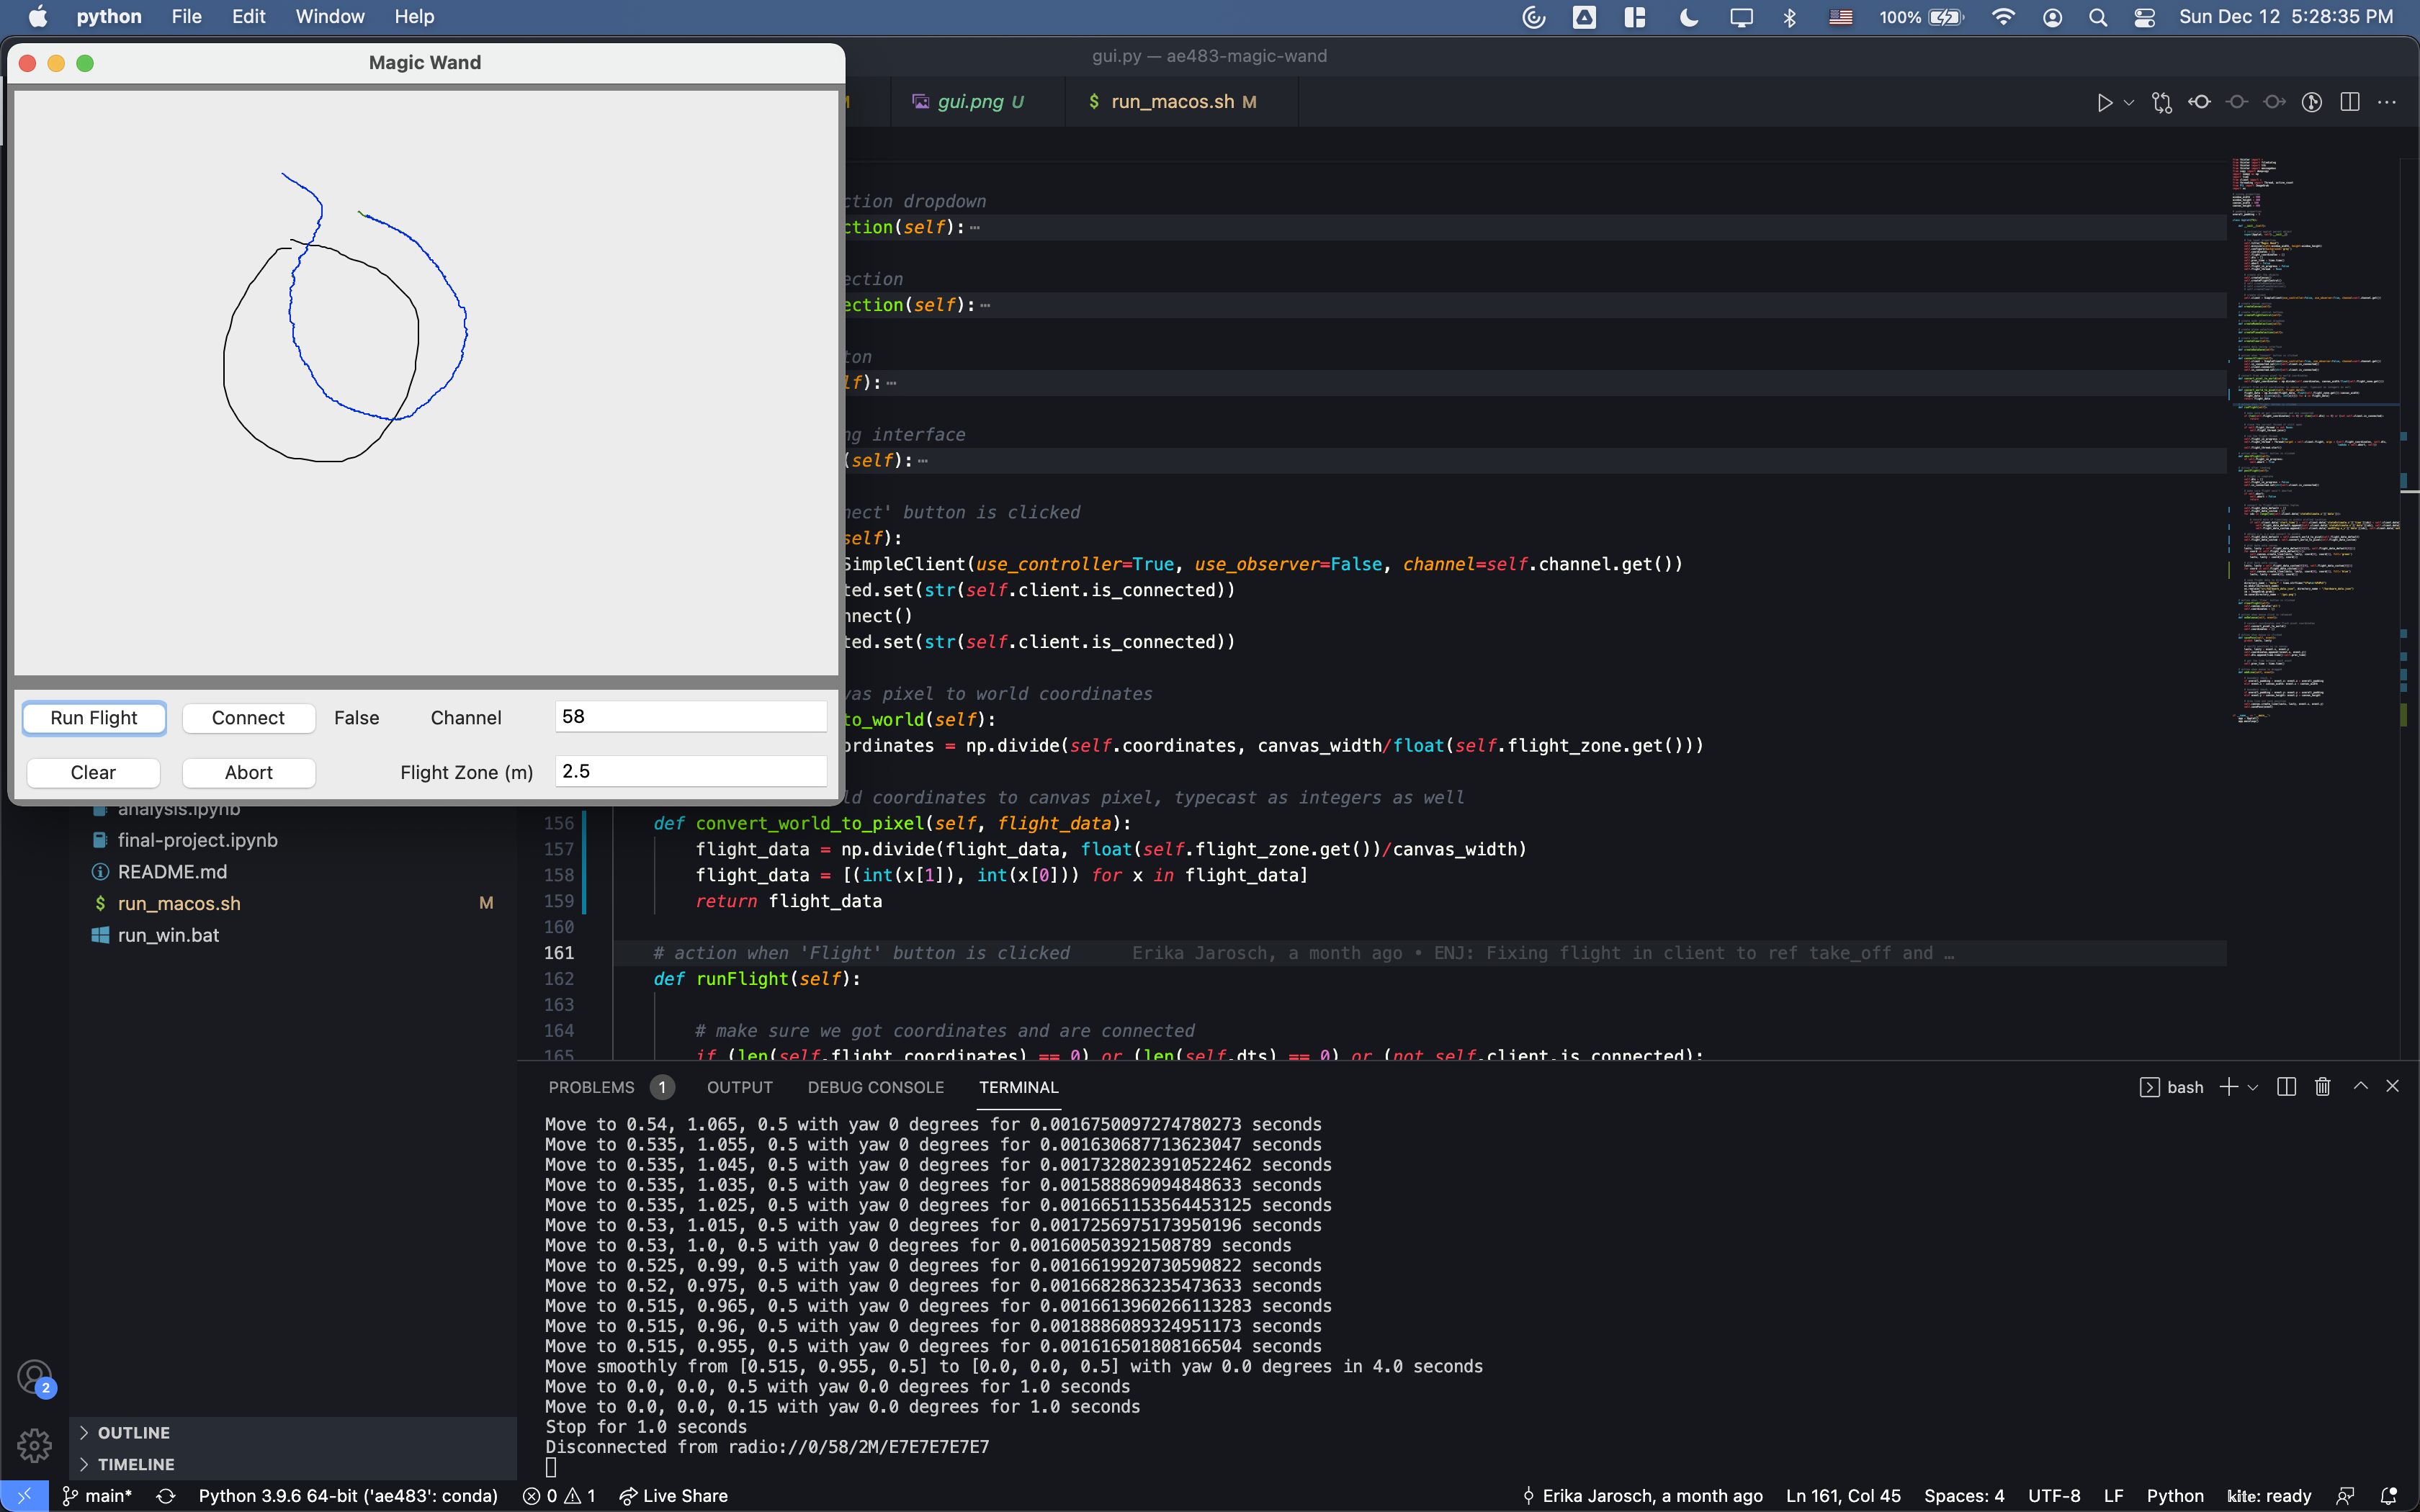 python File Edit Window Help 100% Sun Dec 12 5:28:35 PM
Magic Wand
gui.py — ae483-magic-wand
M gui.png U $ run_macos.sh M
ction dropdown
ction(self):
ection
ection(self):
ton
lf):
ng interface
(self):
nect' button is clicked
self):
SimpleClient(use_controller=True, use_observer=False, channel=self.channel.get())
ted.set(str(self.client.is_connected))
nnect()
ted.set(str(self.client.is_connected))
vas pixel to world coordinates
to_world(self):
ordinates = np.divide(self.coordinates, canvas_width/float(self.flight_zone.get()))
ld coordinates to canvas pixel, typecast as integers as well
156 def convert_world_to_pixel(self, flight_data):
157 flight_data = np.divide(flight_data, float(self.flight_zone.get())/canvas_width)
158 flight_data = [(int(x[1]), int(x[0])) for x in flight_data]
159 return flight_data
160
161 # action when 'Flight' button is clicked Erika Jarosch, a month ago • ENJ: Fixing flight in client to ref take_off and …
162 def runFlight(self):
163
164 # make sure we got coordinates and are connected
165 if (len(self.flight_coordinates) == 0) or (len(self.dts) == 0) or (not self.client.is_connected):
Run Flight Connect False Channel 58
Clear Abort Flight Zone (m) 2.5
analysis.ipynb
final-project.ipynb
README.md
$ run_macos.sh M
run_win.bat
PROBLEMS 1 OUTPUT DEBUG CONSOLE TERMINAL bash
Move to 0.54, 1.065, 0.5 with yaw 0 degrees for 0.0016750097274780273 seconds
Move to 0.535, 1.055, 0.5 with yaw 0 degrees for 0.001630687713623047 seconds
Move to 0.535, 1.045, 0.5 with yaw 0 degrees for 0.0017328023910522462 seconds
Move to 0.535, 1.035, 0.5 with yaw 0 degrees for 0.001588869094848633 seconds
Move to 0.535, 1.025, 0.5 with yaw 0 degrees for 0.0016651153564453125 seconds
Move to 0.53, 1.015, 0.5 with yaw 0 degrees for 0.0017256975173950196 seconds
Move to 0.53, 1.0, 0.5 with yaw 0 degrees for 0.001600503921508789 seconds
Move to 0.525, 0.99, 0.5 with yaw 0 degrees for 0.0016619920730590822 seconds
Move to 0.52, 0.975, 0.5 with yaw 0 degrees for 0.0016682863235473633 seconds
Move to 0.515, 0.965, 0.5 with yaw 0 degrees for 0.0016613960266113283 seconds
Move to 0.515, 0.96, 0.5 with yaw 0 degrees for 0.0018886089324951173 seconds
Move to 0.515, 0.955, 0.5 with yaw 0 degrees for 0.001616501808166504 seconds
Move smoothly from [0.515, 0.955, 0.5] to [0.0, 0.0, 0.5] with yaw 0.0 degrees in 4.0 seconds
Move to 0.0, 0.0, 0.5 with yaw 0.0 degrees for 1.0 seconds
Move to 0.0, 0.0, 0.15 with yaw 0.0 degrees for 1.0 seconds
Stop for 1.0 seconds
Disconnected from radio://0/58/2M/E7E7E7E7E7
2
OUTLINE
TIMELINE
main* Python 3.9.6 64-bit ('ae483': conda) 0 1 Live Share Erika Jarosch, a month ago Ln 161, Col 45 Spaces: 4 UTF-8 LF Python kite: ready